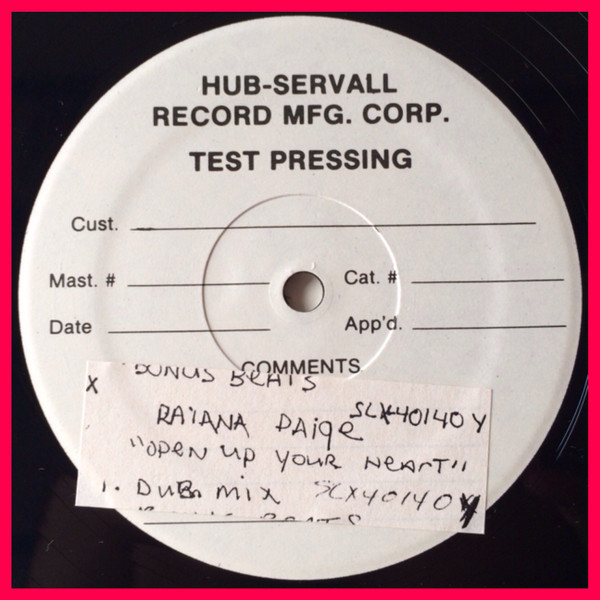 HUB-SERVALL
RECORD MFG. CORP.
TEST PRESSING
Cust.
Mast. # Cat. #
Date App'd.
COMMENTS
BONUS BEATS
X
RAIANA PAIGE SLX40140Y
"OPEN UP YOUR HEART"
1. DUB MIX SLX40140Y
BEATS